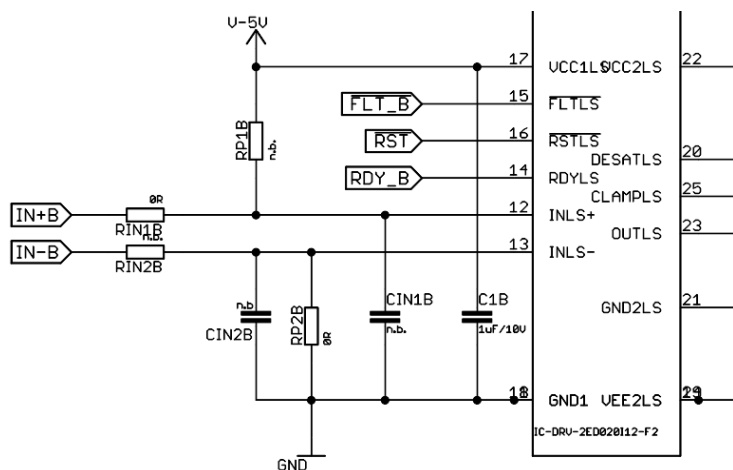 V-5V
17 VCC1LS VCC2LS 22
FLT_B 15 FLTLS
RST 16 RSTLS
DESATLS 20
RDY_B 14 RDYLS
CLAMPLS 25
RP1B n.b.
IN+B 0R 12 INLS+
RIN1B
OUTLS 23
IN-B n.b. 13 INLS-
RIN2B
n.b CIN1B C1B GND2LS 21
CIN2B RP2B 0R n.b. 1uF/10V
GND1 VEE2LS
IC-DRV-2ED020I12-F2
GND